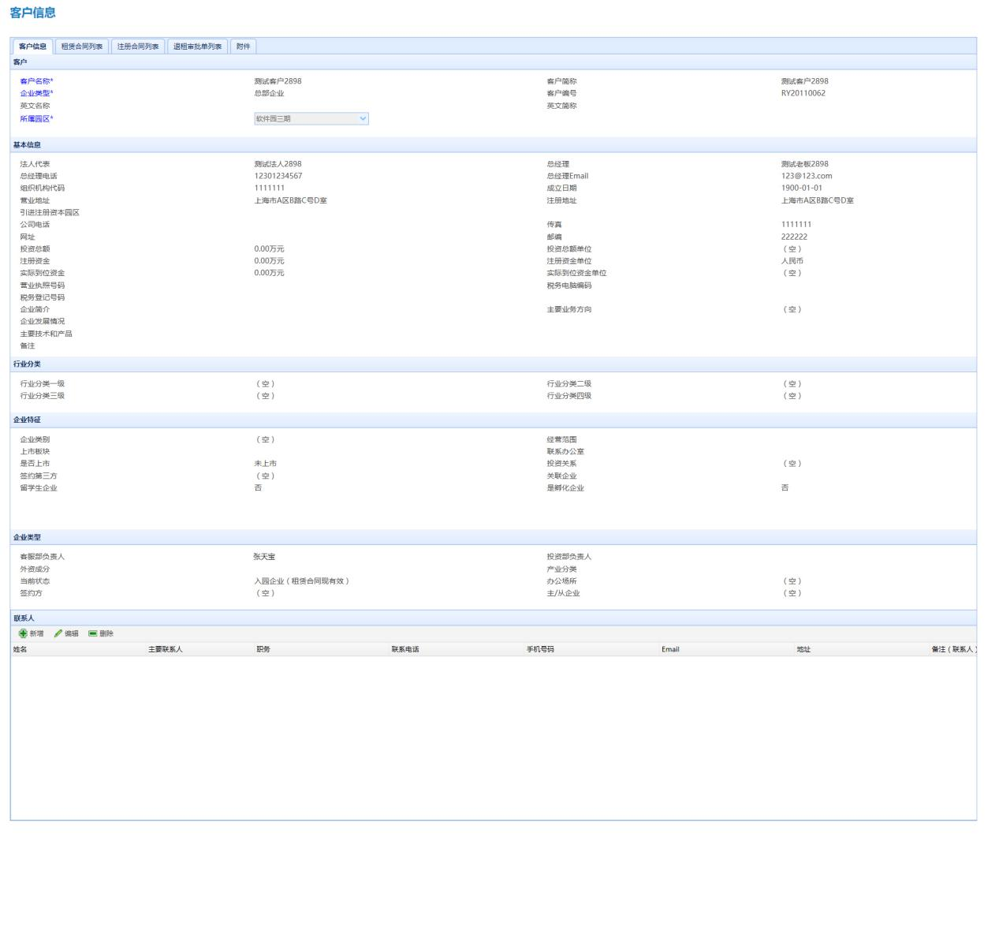 客户信息
客户信息 租赁合同列表 注册合同列表 退租审批单列表 附件
客户
客户名称* 测试客户2898 客户简称 测试客户2898
企业类型* 总部企业 客户编号 RY20110062
英文名称 英文简称
所属园区* 软件园三期
基本信息
法人代表 测试法人2898 总经理 测试老板2898
总经理电话 12301234567 总经理Email 123@123.com
组织机构代码 1111111 成立日期 1900-01-01
营业地址 上海市A区B路C号D室 注册地址 上海市A区B路C号D室
引进注册资本园区
公司电话 传真 1111111
网址 邮编 222222
投资总额 0.00万元 投资总额单位 （空）
注册资金 0.00万元 注册资金单位 人民币
实际到位资金 0.00万元 实际到位资金单位 （空）
营业执照号码 税务电脑编码
税务登记号码
企业简介 主要业务方向 （空）
企业发展情况
主要技术和产品
备注
行业分类
行业分类一级 （空） 行业分类二级 （空）
行业分类三级 （空） 行业分类四级 （空）
企业特征
企业类别 （空） 经营范围
上市板块 联系办公室
是否上市 未上市 投资关系 （空）
签约第三方 （空） 关联企业
留学生企业 否 是孵化企业 否
企业类型
客服部负责人 张天宝 投资部负责人
外资成分 产业分类
当前状态 入园企业（租赁合同现有效） 办公场所 （空）
签约方 （空） 主/从企业 （空）
联系人
新增 编辑 删除
姓名 主要联系人 职务 联系电话 手机号码 Email 地址 备注（联系人）